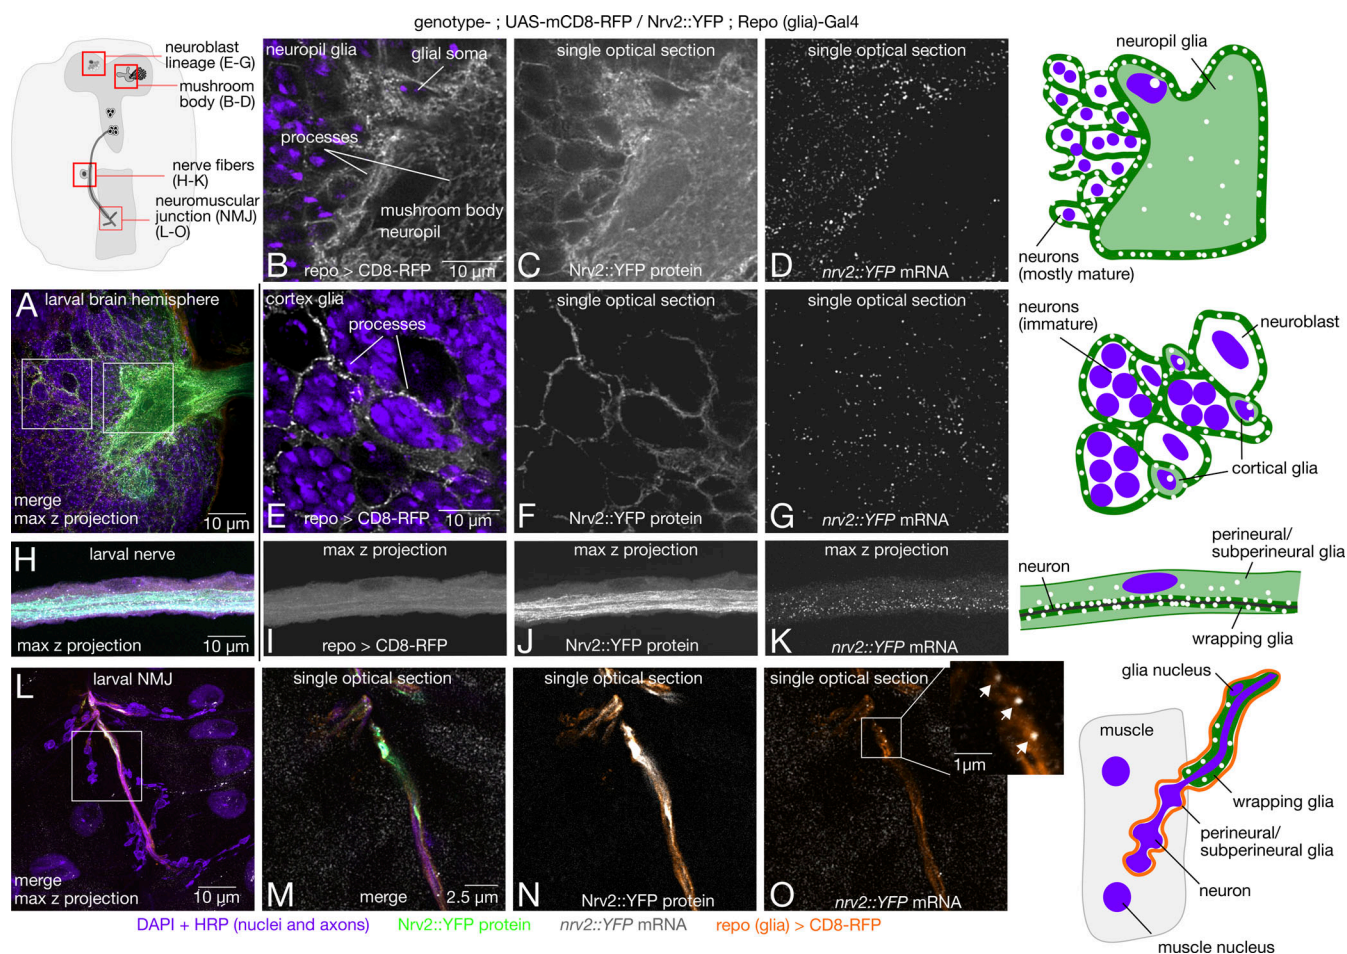 genotype- ; UAS-mCD8-RFP / Nrv2::YFP ; Repo (glia)-Gal4
neuroblast
lineage (E-G)
mushroom
body (B-D)
nerve fibers
(H-K)
neuromuscular
junction (NMJ)
(L-O)
neuropil glia
glial soma
processes
mushroom body
neuropil
B
repo > CD8-RFP
10 µm
single optical section
C
Nrv2::YFP protein
single optical section
D
nrv2::YFP mRNA
neuropil glia
neurons
(mostly mature)
A
larval brain hemisphere
merge
max z projection
10 µm
cortex glia
processes
E
repo > CD8-RFP
10 µm
single optical section
F
Nrv2::YFP protein
single optical section
G
nrv2::YFP mRNA
neurons
(immature)
neuroblast
cortical glia
H
larval nerve
max z projection
10 µm
max z projection
I
repo > CD8-RFP
max z projection
J
Nrv2::YFP protein
max z projection
K
nrv2::YFP mRNA
perineural/
subperineural glia
neuron
wrapping glia
L
larval NMJ
merge
max z projection
10 µm
single optical section
M
merge
2.5 µm
single optical section
N
Nrv2::YFP protein
single optical section
1µm
O
nrv2::YFP mRNA
glia nucleus
muscle
wrapping glia
perineural/
subperineural glia
neuron
muscle nucleus
DAPI + HRP (nuclei and axons)
Nrv2::YFP protein
nrv2::YFP mRNA
repo (glia) > CD8-RFP